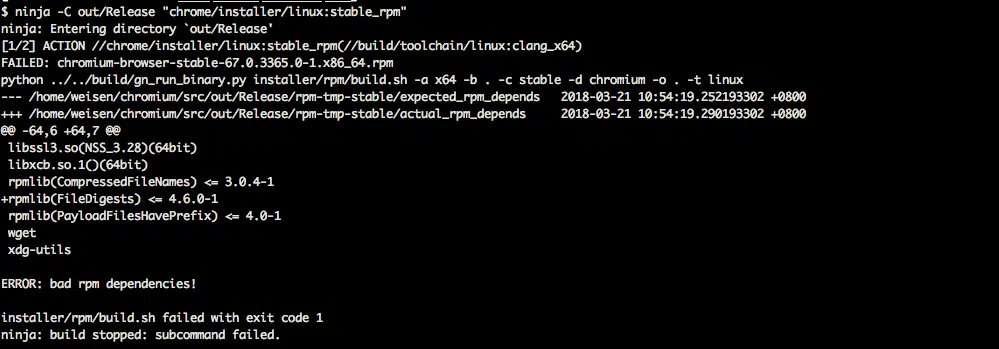 $ ninja -C out/Release "chrome/installer/linux:stable_rpm"
ninja: Entering directory `out/Release'
[1/2] ACTION //chrome/installer/linux:stable_rpm(//build/toolchain/linux:clang_x64)
FAILED: chromium-browser-stable-67.0.3365.0-1.x86_64.rpm
python ../../build/gn_run_binary.py installer/rpm/build.sh -a x64 -b . -c stable -d chromium -o . -t linux
--- /home/weisen/chromium/src/out/Release/rpm-tmp-stable/expected_rpm_depends   2018-03-21 10:54:19.252193302 +0800
+++ /home/weisen/chromium/src/out/Release/rpm-tmp-stable/actual_rpm_depends     2018-03-21 10:54:19.290193302 +0800
@@ -64,6 +64,7 @@
 libssl3.so(NSS_3.28)(64bit)
 libxcb.so.1()(64bit)
 rpmlib(CompressedFileNames) <= 3.0.4-1
+rpmlib(FileDigests) <= 4.6.0-1
 rpmlib(PayloadFilesHavePrefix) <= 4.0-1
 wget
 xdg-utils
ERROR: bad rpm dependencies!
installer/rpm/build.sh failed with exit code 1
ninja: build stopped: subcommand failed.